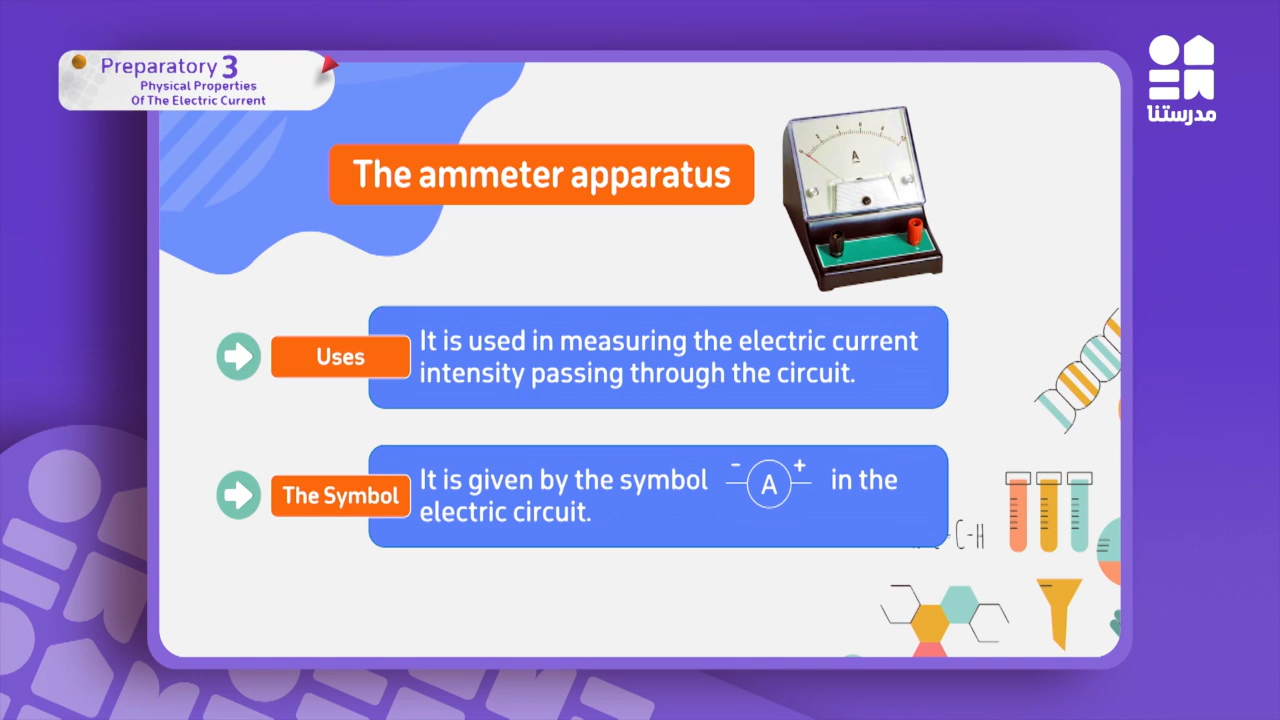 Preparatory 3
Physical Properties
Of The Electric Current
مدرستنا
The ammeter apparatus
A
Uses
It is used in measuring the electric current
intensity passing through the circuit.
The Symbol
It is given by the symbol - A + in the
electric circuit.
C-H